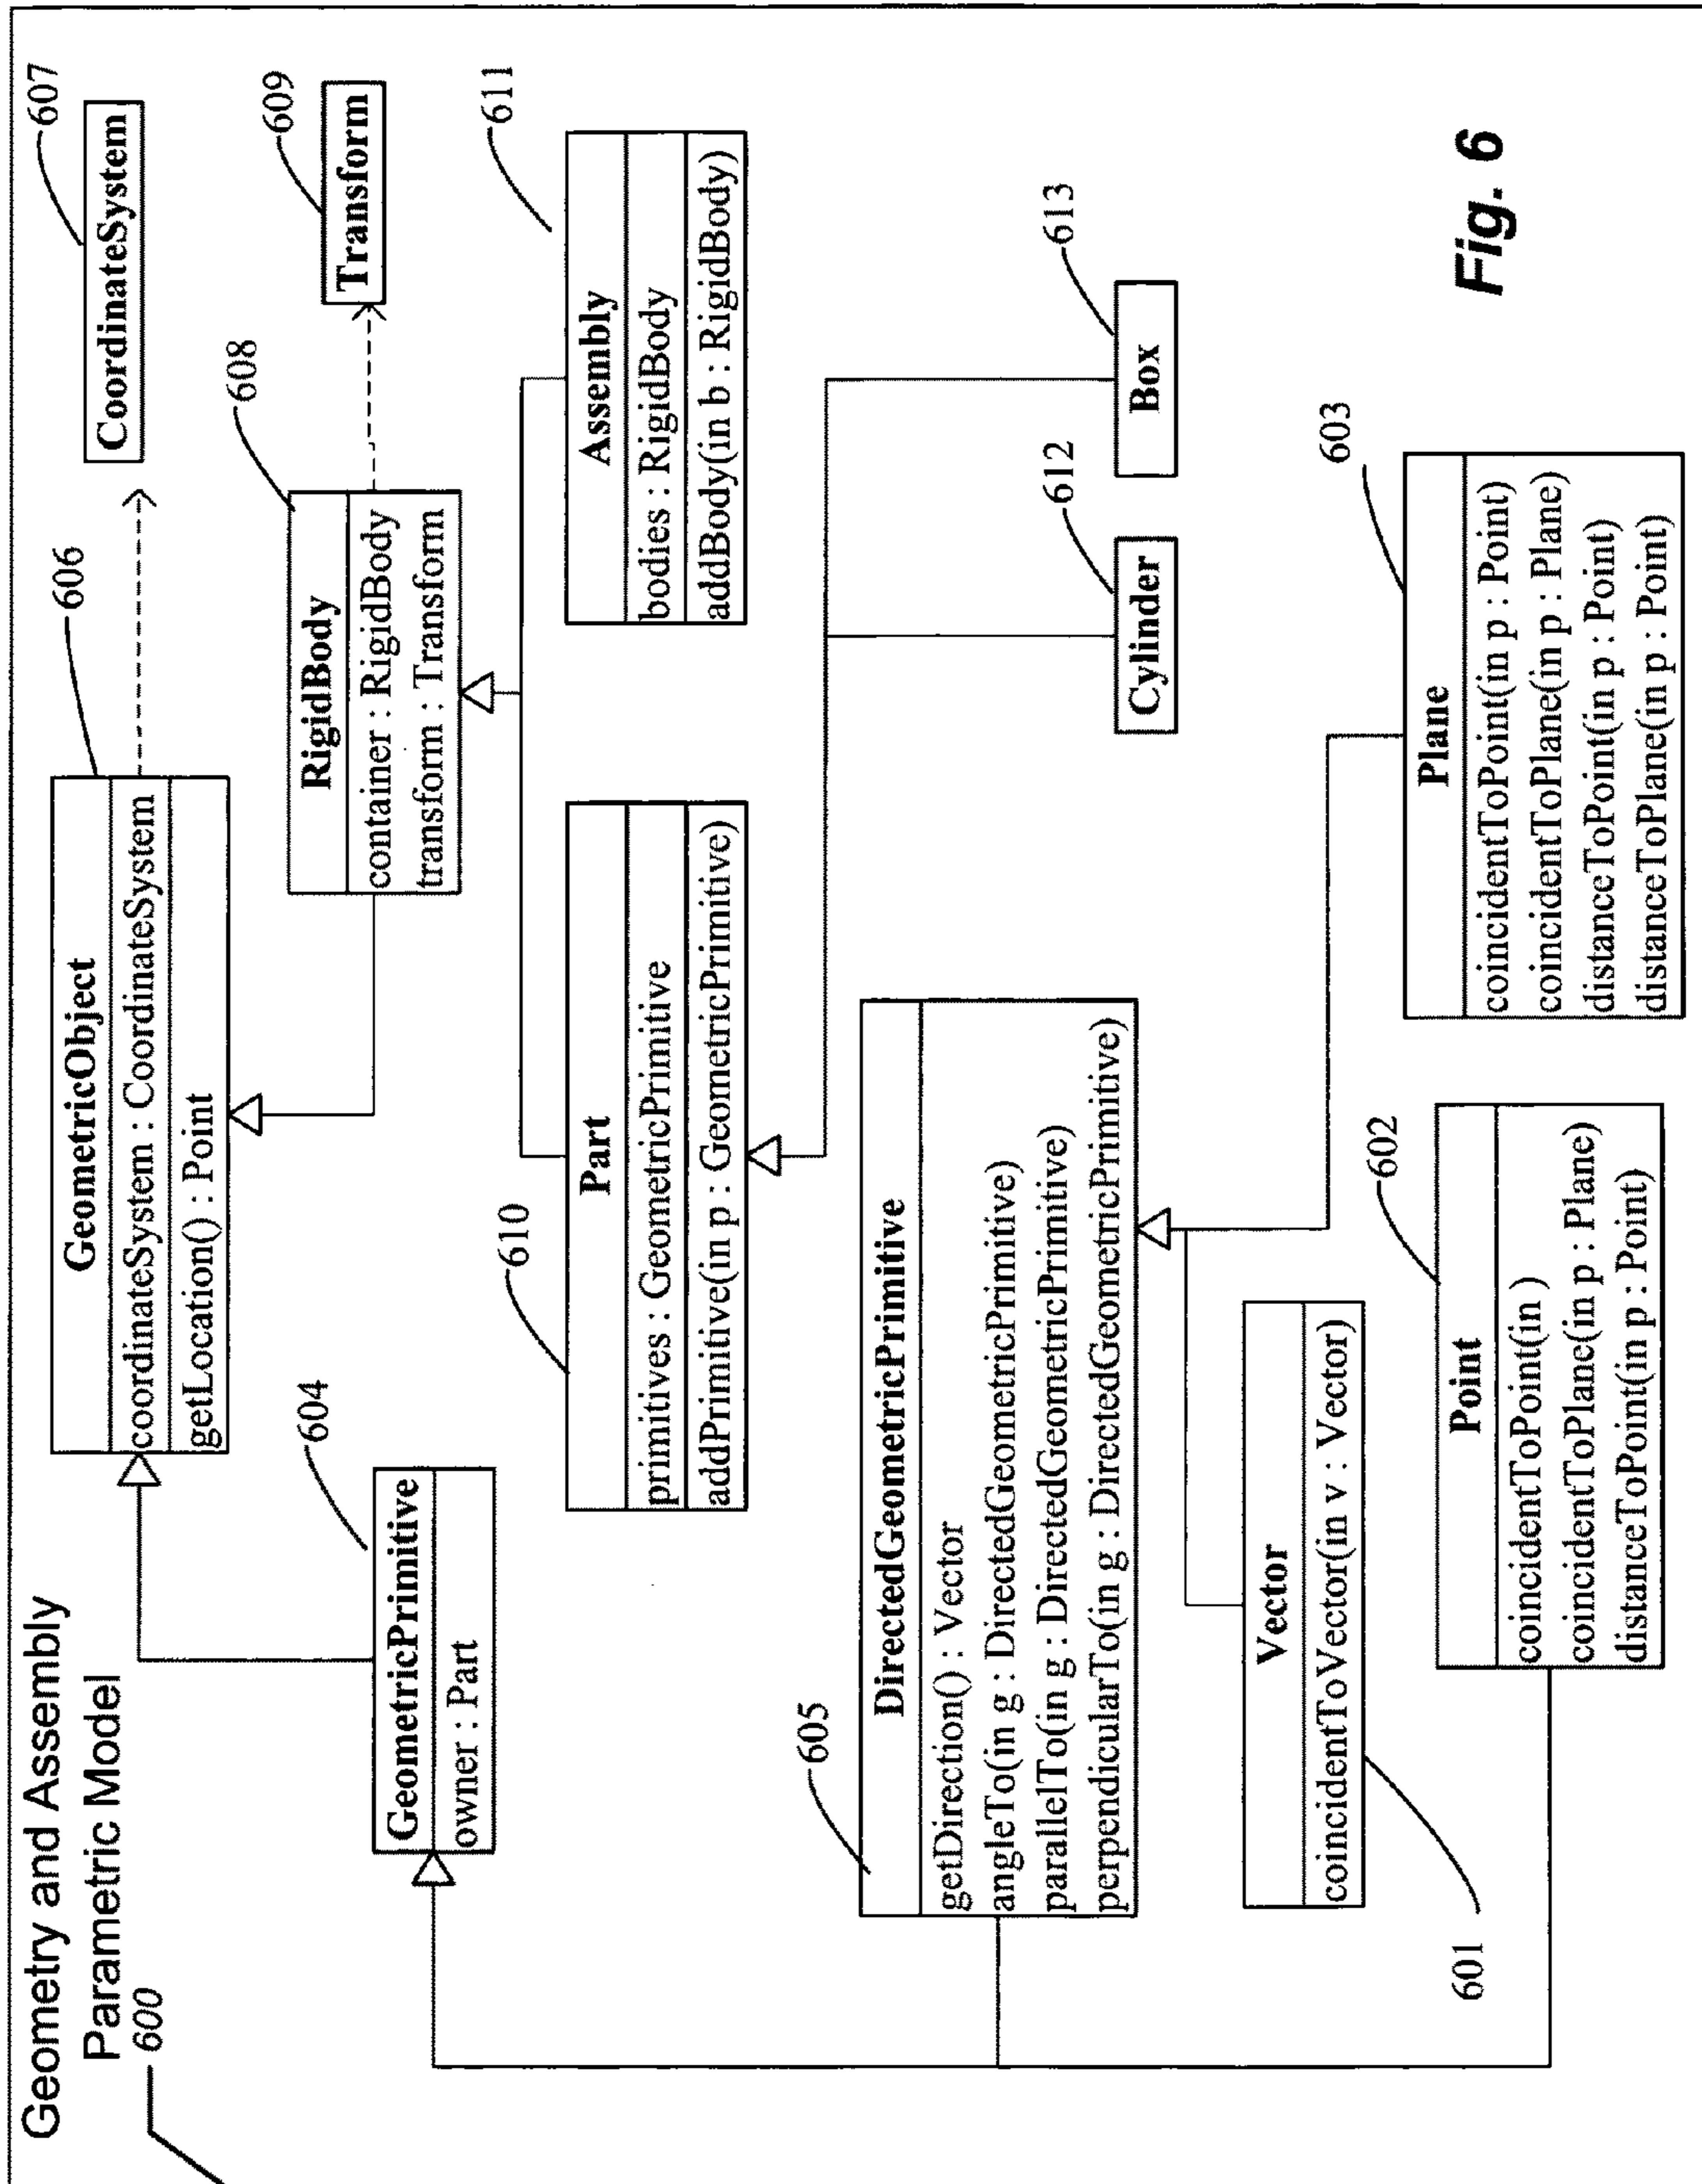 Geometry and Assembly
Parametric Model
600
606
607
GeometricObject
coordinateSystem : CoordinateSystem
getLocation() : Point
CoordinateSystem
604
608
609
GeometricPrimitive
owner : Part
RigidBody
container : RigidBody
transform : Transform
Transform
610
611
Part
primitives : GeometricPrimitive
addPrimitive(in p : GeometricPrimitive)
Assembly
bodies : RigidBody
addBody(in b : RigidBody)
605
DirectedGeometricPrimitive
getDirection() : Vector
angleTo(in g : DirectedGeometricPrimitive)
parallelTo(in g : DirectedGeometricPrimitive)
perpendicularTo(in g : DirectedGeometricPrimitive)
612
613
Cylinder
Box
Vector
coincidentToVector(in v : Vector)
601
602
603
Point
coincidentToPoint(in )
coincidentToPlane(in p : Plane)
distanceToPoint(in p : Point)
Plane
coincidentToPoint(in p : Point)
coincidentToPlane(in p : Plane)
distanceToPoint(in p : Point)
distanceToPlane(in p : Point)
Fig. 6